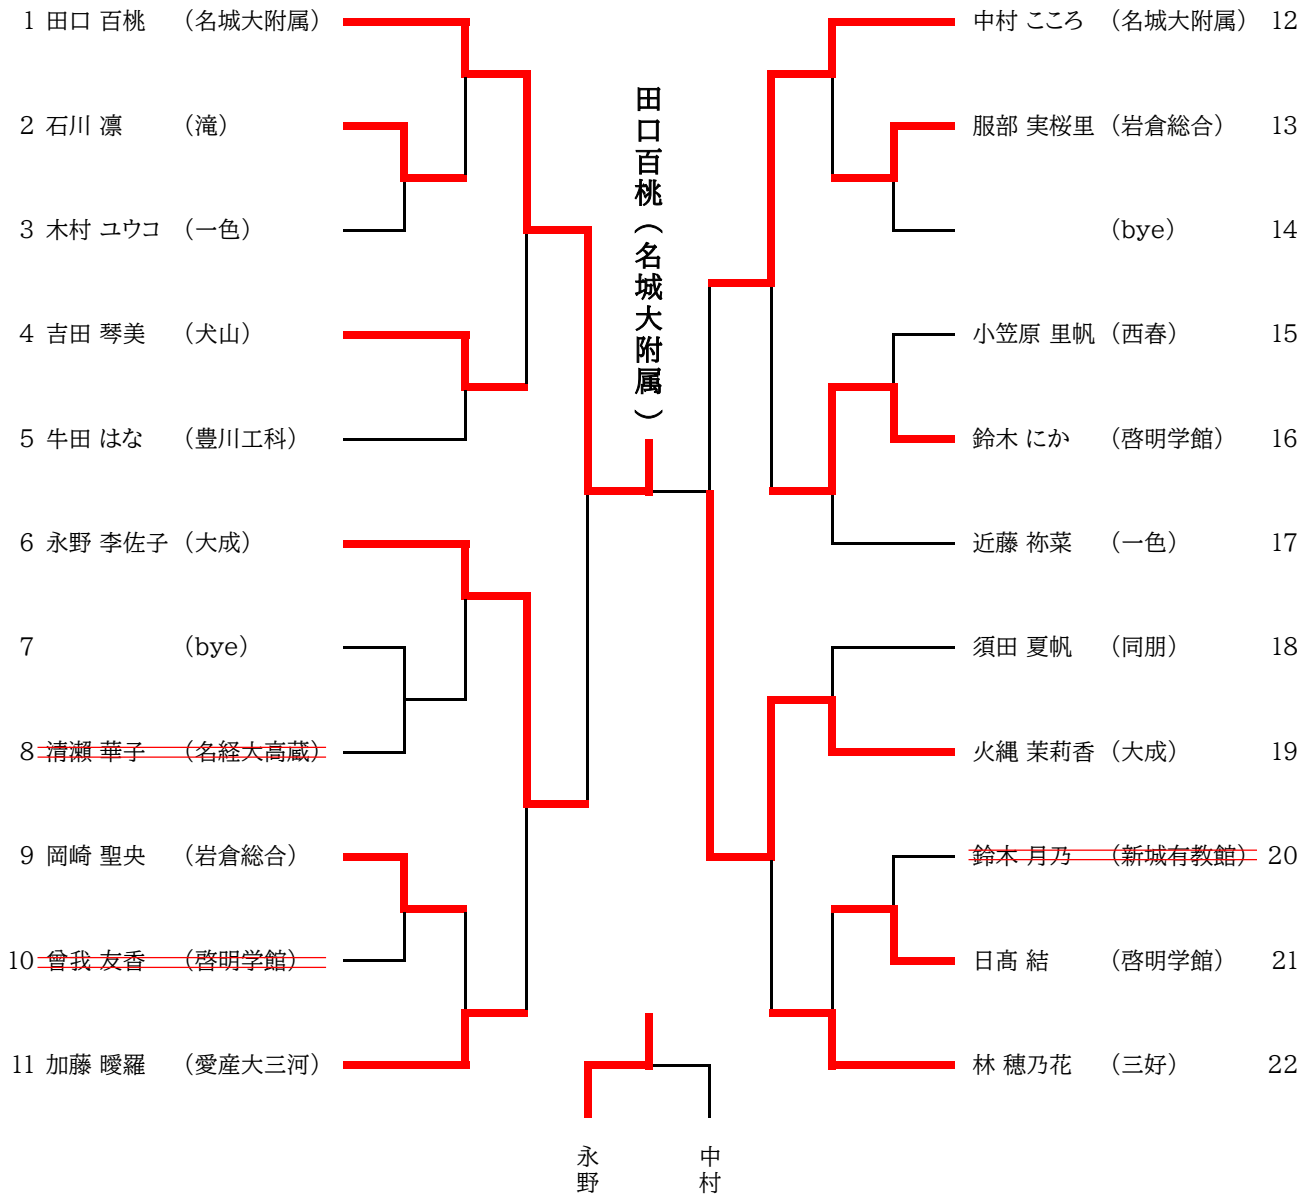 1 田口 百桃 （名城大附属）
2 石川 凛 （滝）
3 木村 ユウコ （一色）
4 吉田 琴美 （犬山）
5 牛田 はな （豊川工科）
6 永野 李佐子 （大成）
7 （bye）
8 清瀬 華子 （名経大高蔵）
9 岡崎 聖央 （岩倉総合）
10 曾我 友香 （啓明学館）
11 加藤 曖羅 （愛産大三河）
田口百桃（名城大附属）
中村 こころ （名城大附属） 12
服部 実桜里 （岩倉総合） 13
（bye） 14
小笠原 里帆 （西春） 15
鈴木 にか （啓明学館） 16
近藤 祢菜 （一色） 17
須田 夏帆 （同朋） 18
火縄 茉莉香 （大成） 19
鈴木 月乃 （新城有教館） 20
日髙 結 （啓明学館） 21
林 穂乃花 （三好） 22
永野
中村